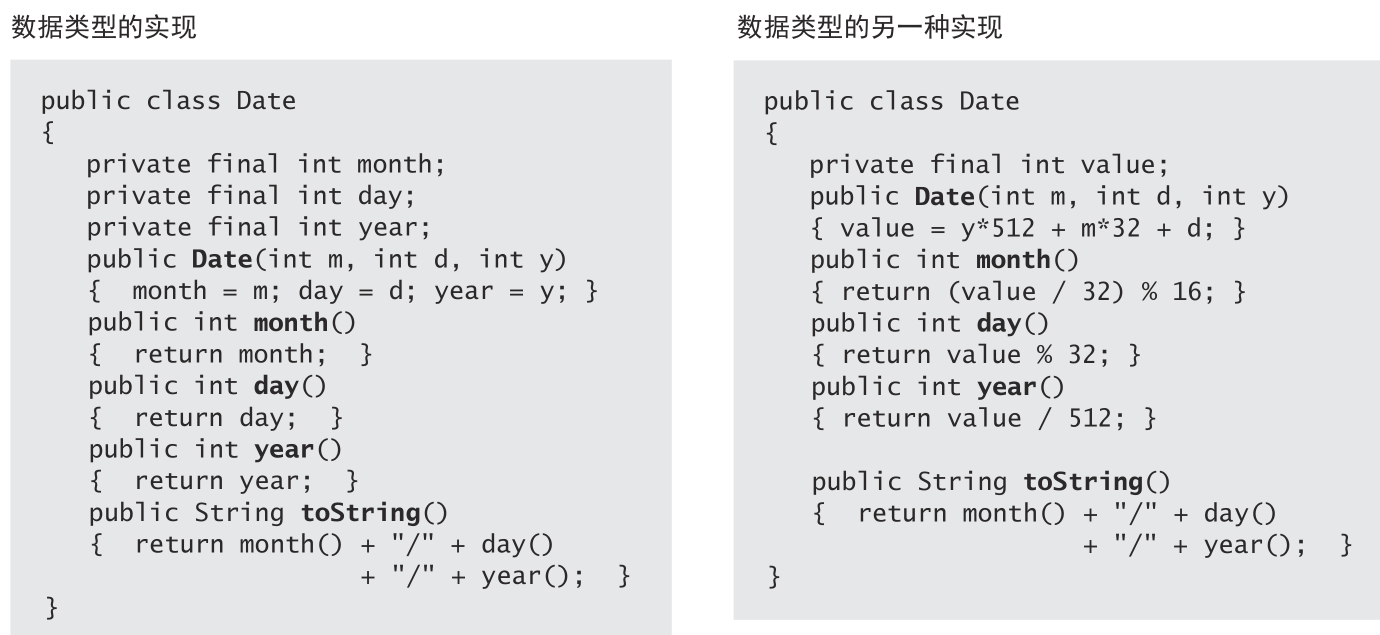 数据类型的实现
public class Date
{
private final int month;
private final int day;
private final int year;
public Date(int m, int d, int y)
{ month = m; day = d; year = y; }
public int month()
{ return month; }
public int day()
{ return day; }
public int year()
{ return year; }
public String toString()
{ return month() + "/" + day()
+ "/" + year(); }
}
数据类型的另一种实现
public class Date
{
private final int value;
public Date(int m, int d, int y)
{ value = y*512 + m*32 + d; }
public int month()
{ return (value / 32) % 16; }
public int day()
{ return value % 32; }
public int year()
{ return value / 512; }
public String toString()
{ return month() + "/" + day()
+ "/" + year(); }
}